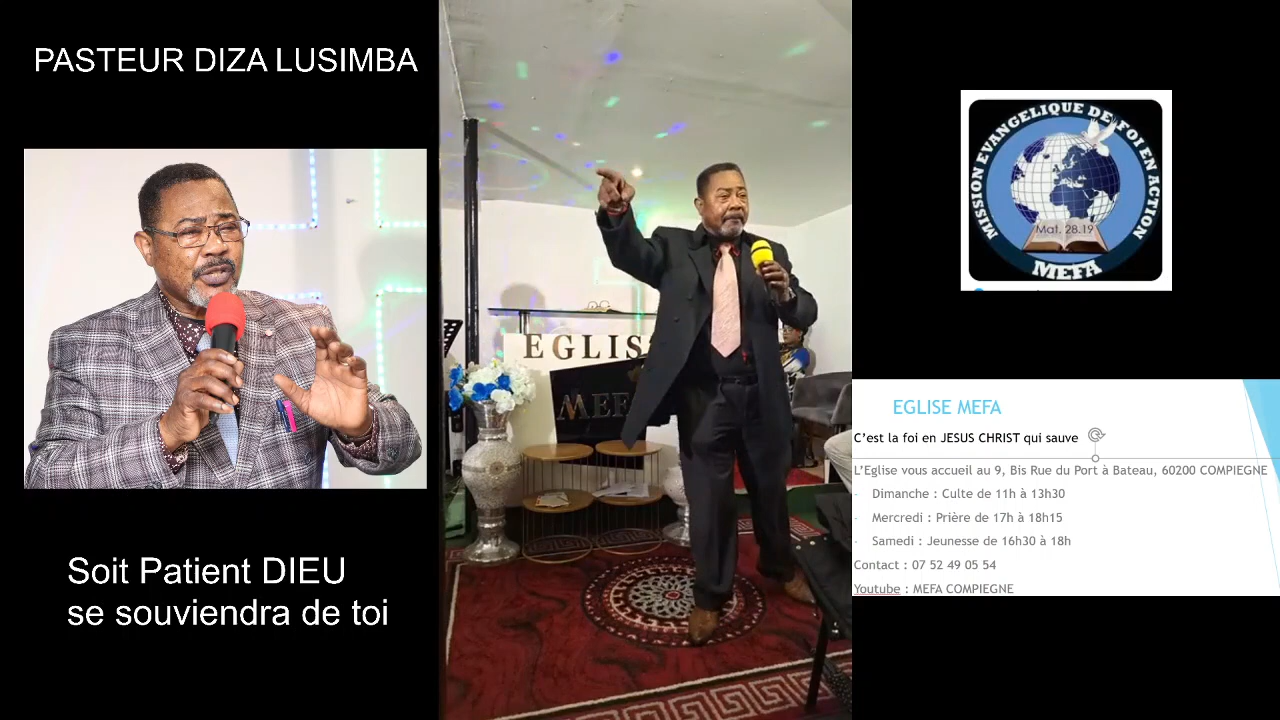 PASTEUR DIZA LUSIMBA
Soit Patient DIEU
se souviendra de toi
EGLIS
MEF
MISSION EVANGELIQUE DE FOI EN ACTION
Mat. 28.19
MEFA
EGLISE MEFA
C'est la foi en JESUS CHRIST qui sauve
L'Eglise vous accueil au 9, Bis Rue du Port à Bateau, 60200 COMPIEGNE
- Dimanche : Culte de 11h à 13h30
- Mercredi : Prière de 17h à 18h15
- Samedi : Jeunesse de 16h30 à 18h
Contact : 07 52 49 05 54
Youtube : MEFA COMPIEGNE